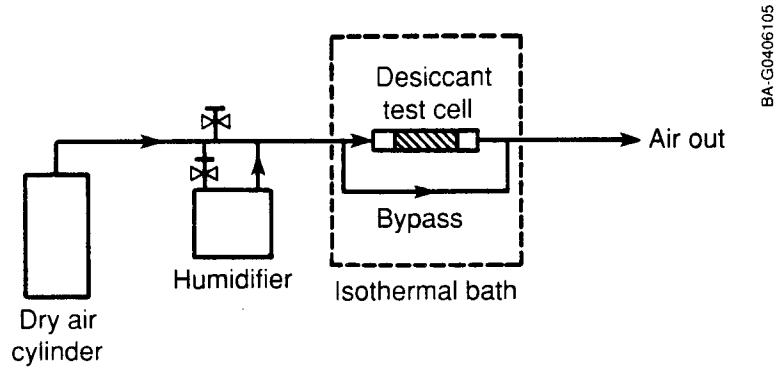 BA-G0406105
Desiccant
test cell
Air out
Bypass
Humidifier
Isothermal bath
Dry air
cylinder